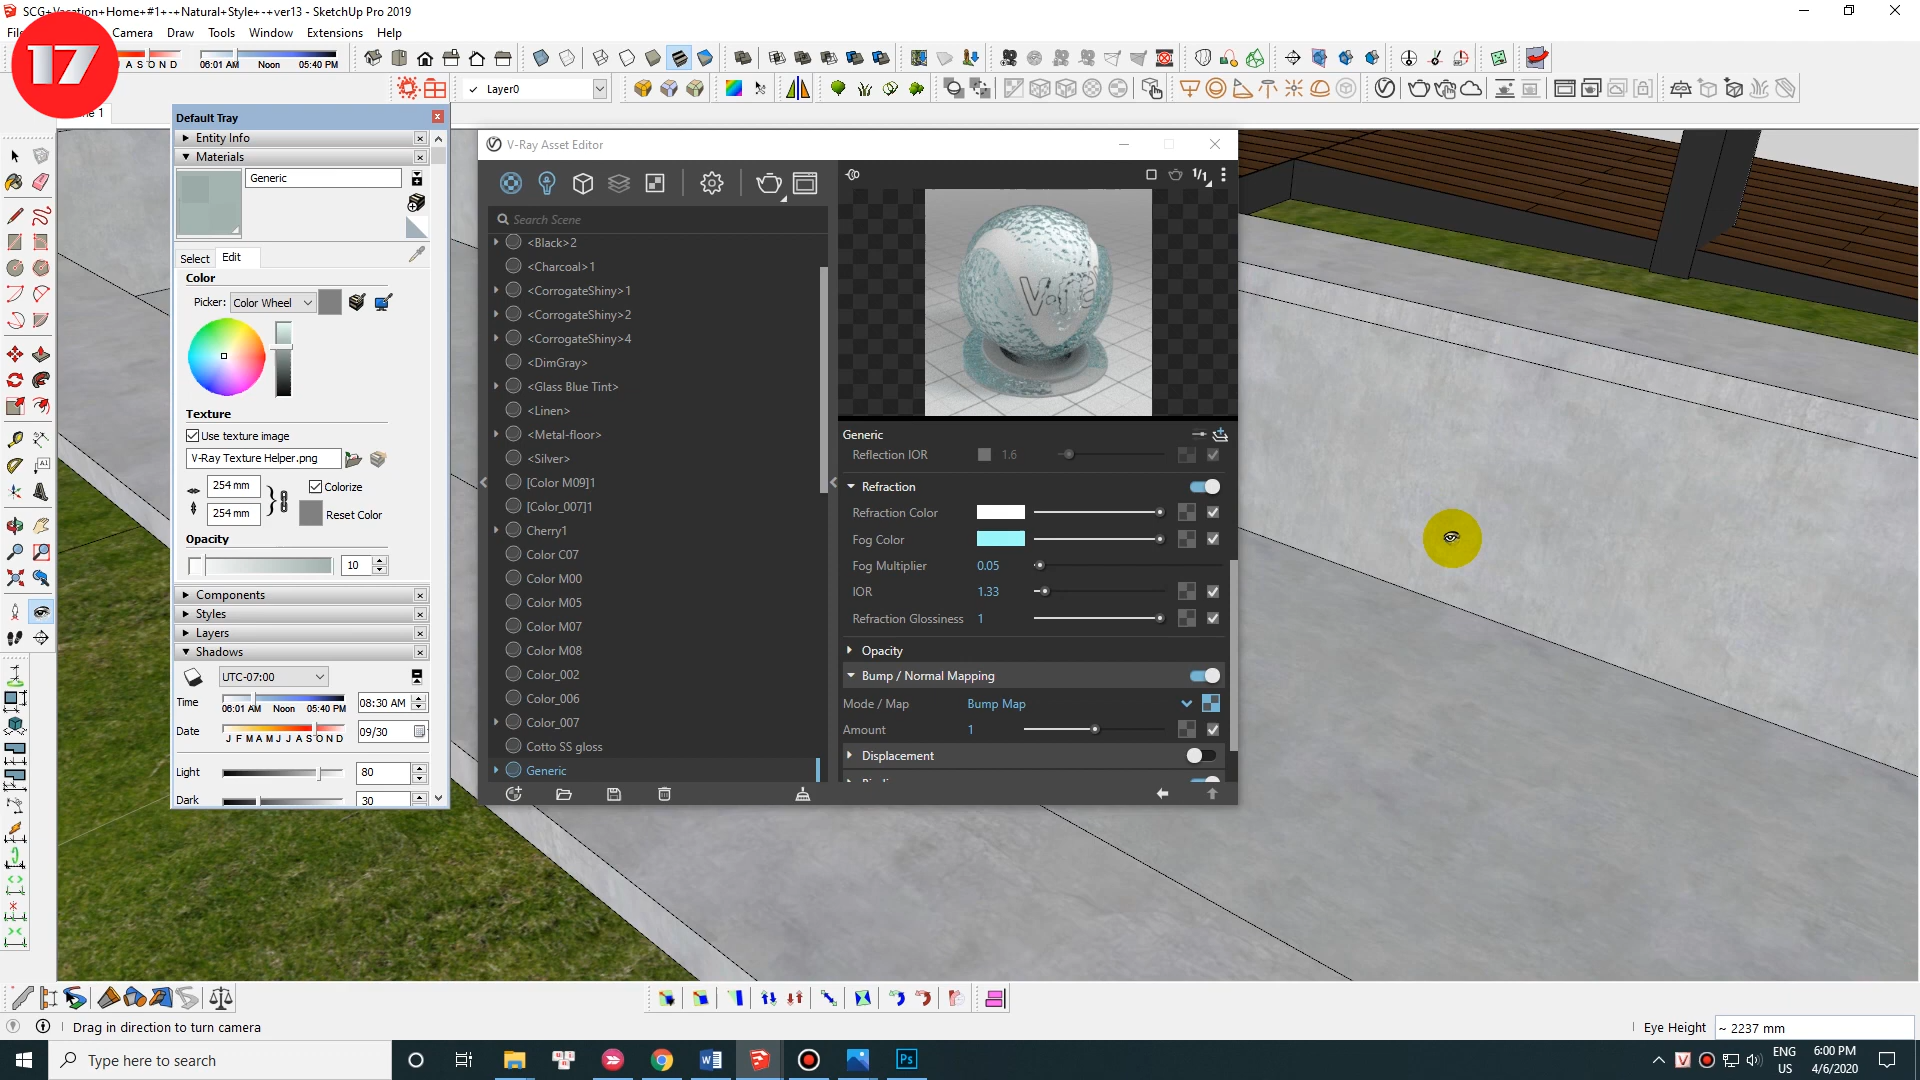 SCG+Vacation+Home+#1+-+Natural+Style+-+ver13 - SketchUp Pro 2019
Camera Draw Tools Window Extensions Help
17
A S O N D 06:01 AM Noon 05:40 PM
Layer0
Default Tray
Entity Info
Materials
Generic
Select Edit
Color
Picker: Color Wheel
Texture
Use texture image
V-Ray Texture Helper.png
254 mm
Colorize
254 mm
Reset Color
Opacity
10
Components
Styles
Layers
Shadows
UTC-07:00
Time 06:01 AM Noon 05:40 PM 08:30 AM
Date J F M A M J J A S O N D 09/30
Light 80
Dark 30
V-Ray Asset Editor
Search Scene
<Black>2
<Charcoal>1
<CorrogateShiny>1
<CorrogateShiny>2
<CorrogateShiny>4
<DimGray>
<Glass Blue Tint>
<Linen>
<Metal-floor>
<Silver>
[Color M09]1
[Color_007]1
Cherry1
Color C07
Color M00
Color M05
Color M07
Color M08
Color_002
Color_006
Color_007
Cotto SS gloss
Generic
1/1
V-ra
Generic
Reflection IOR 1.6
Refraction
Refraction Color
Fog Color
Fog Multiplier 0.05
IOR 1.33
Refraction Glossiness 1
Opacity
Bump / Normal Mapping
Mode / Map Bump Map
Amount 1
Displacement
Drag in direction to turn camera
Eye Height ~ 2237 mm
Type here to search
Ps
ENG
US
6:00 PM
4/6/2020